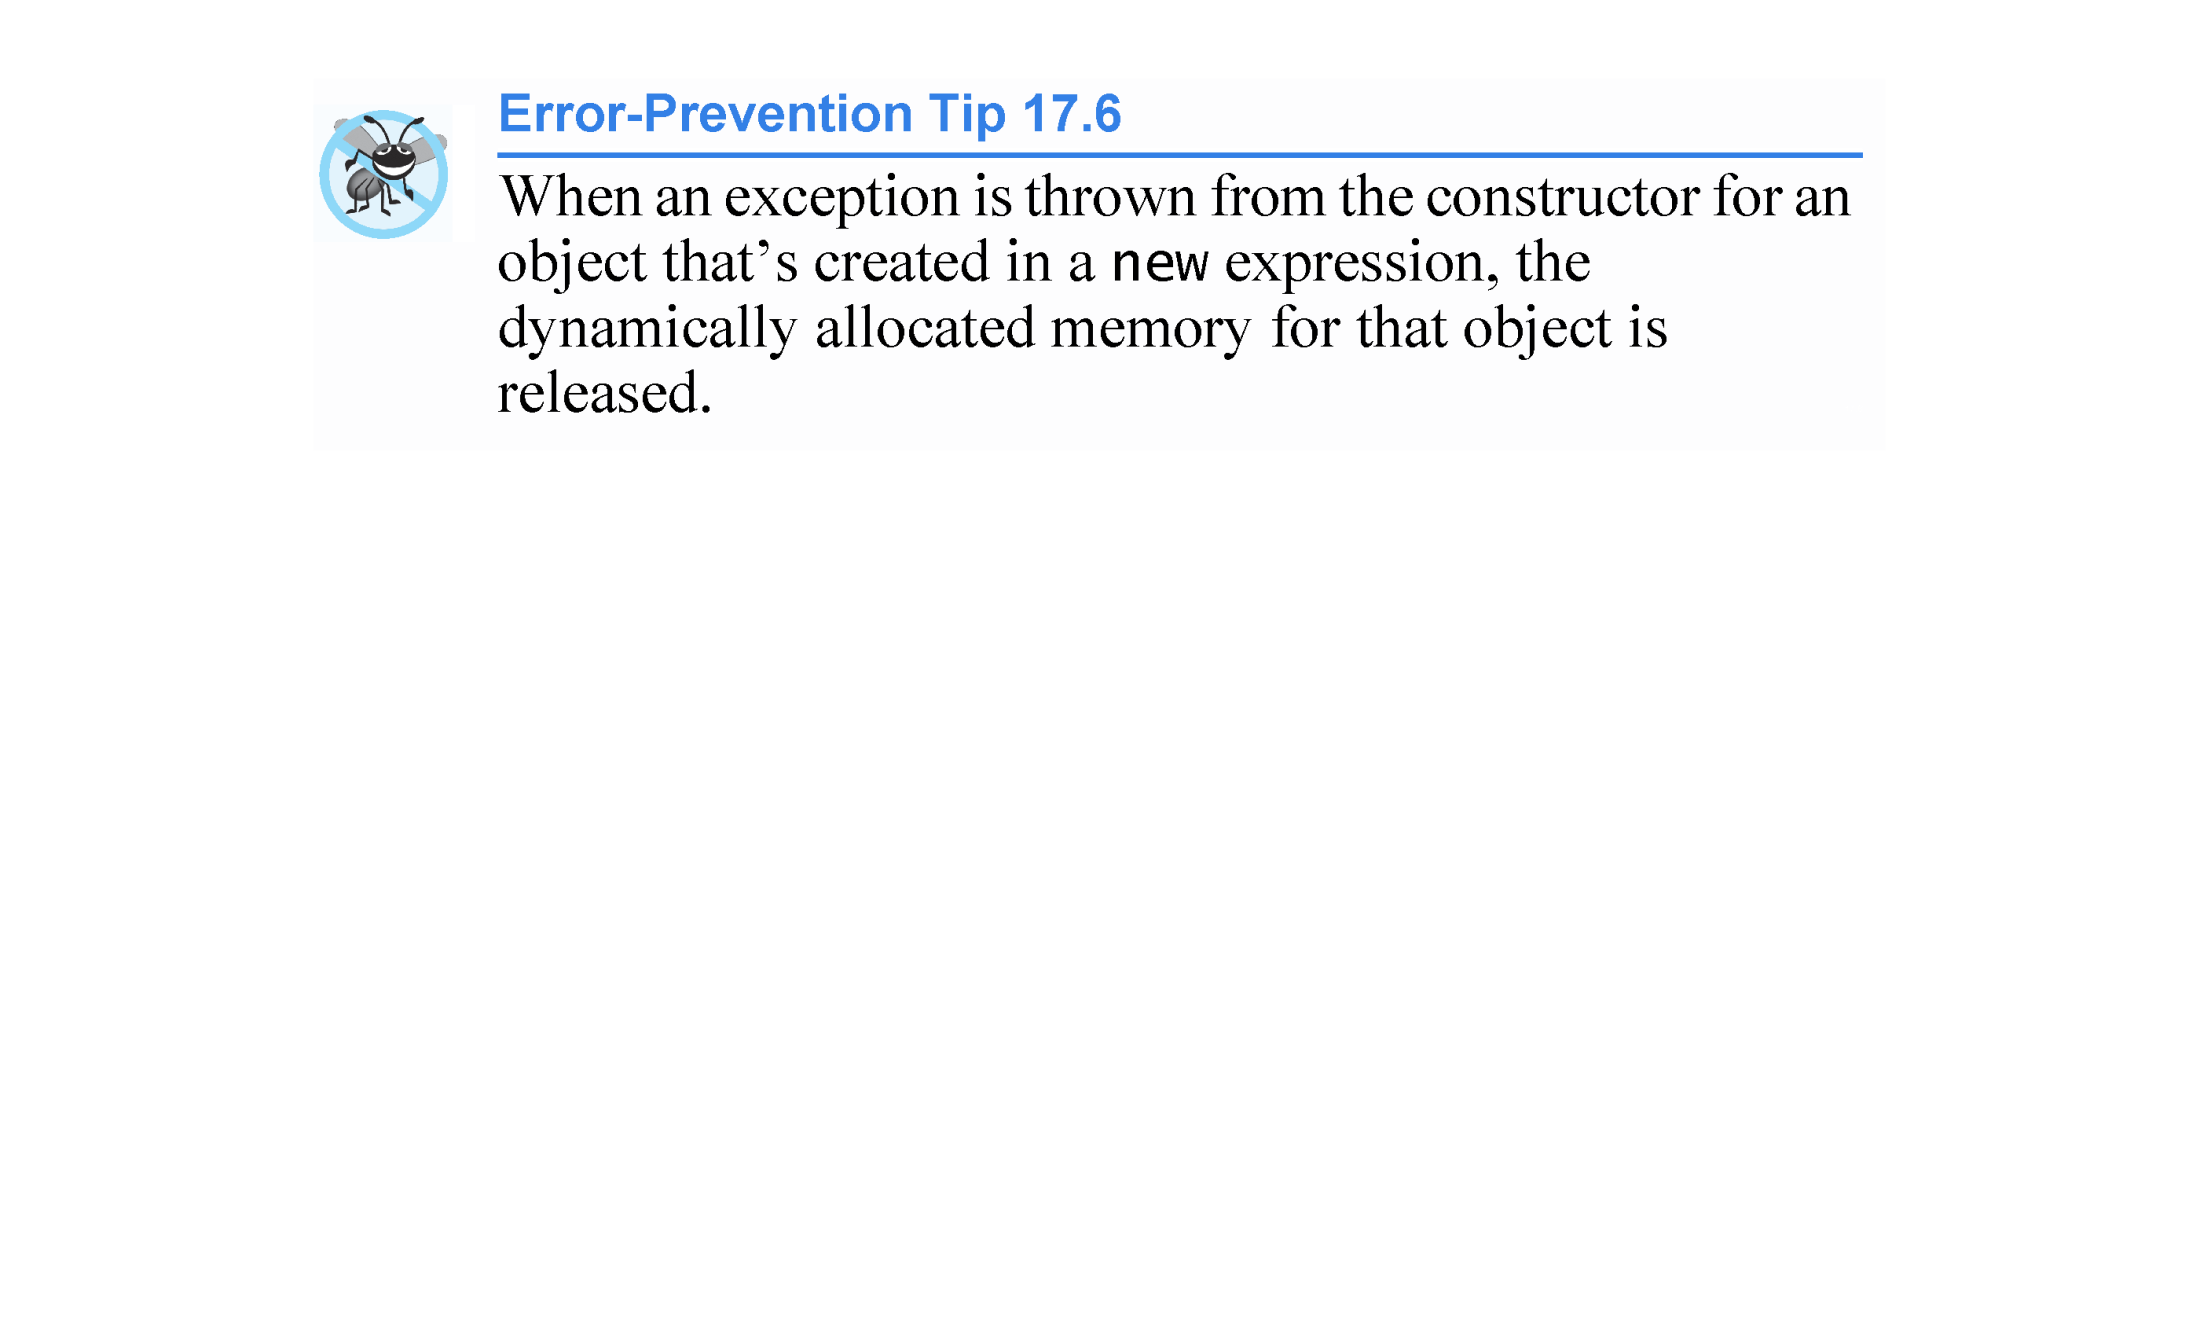 Error-Prevention Tip 17.6
When an exception is thrown from the constructor for an
object that’s created in a new expression, the
dynamically allocated memory for that object is
released.